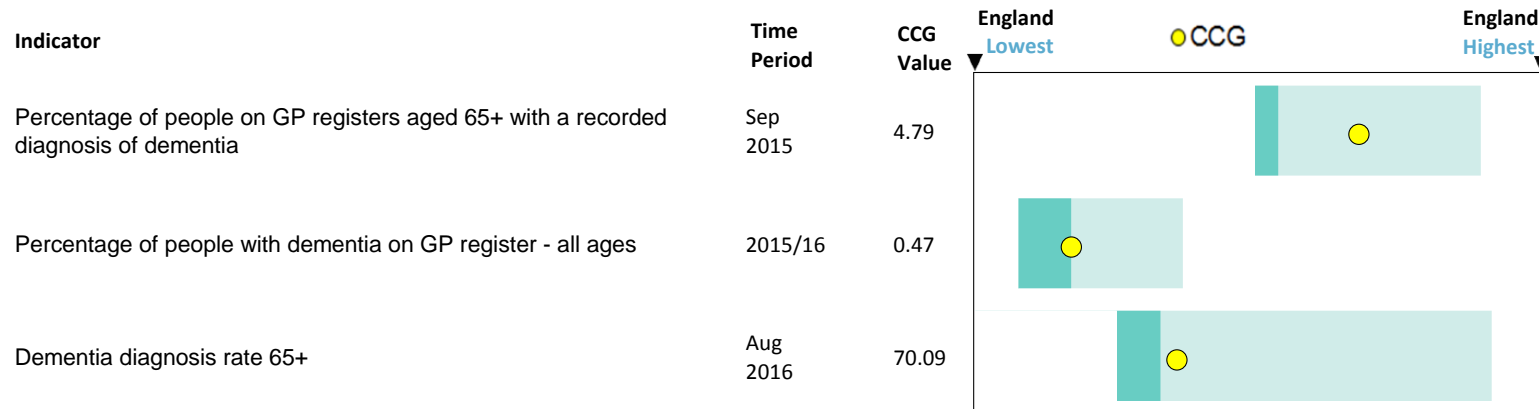 Indicator
Time
Period
CCG
Value
England
Lowest
CCG
England
Highest
Percentage of people on GP registers aged 65+ with a recorded
diagnosis of dementia
Sep
2015
4.79
Percentage of people with dementia on GP register - all ages
2015/16
0.47
Dementia diagnosis rate 65+
Aug
2016
70.09